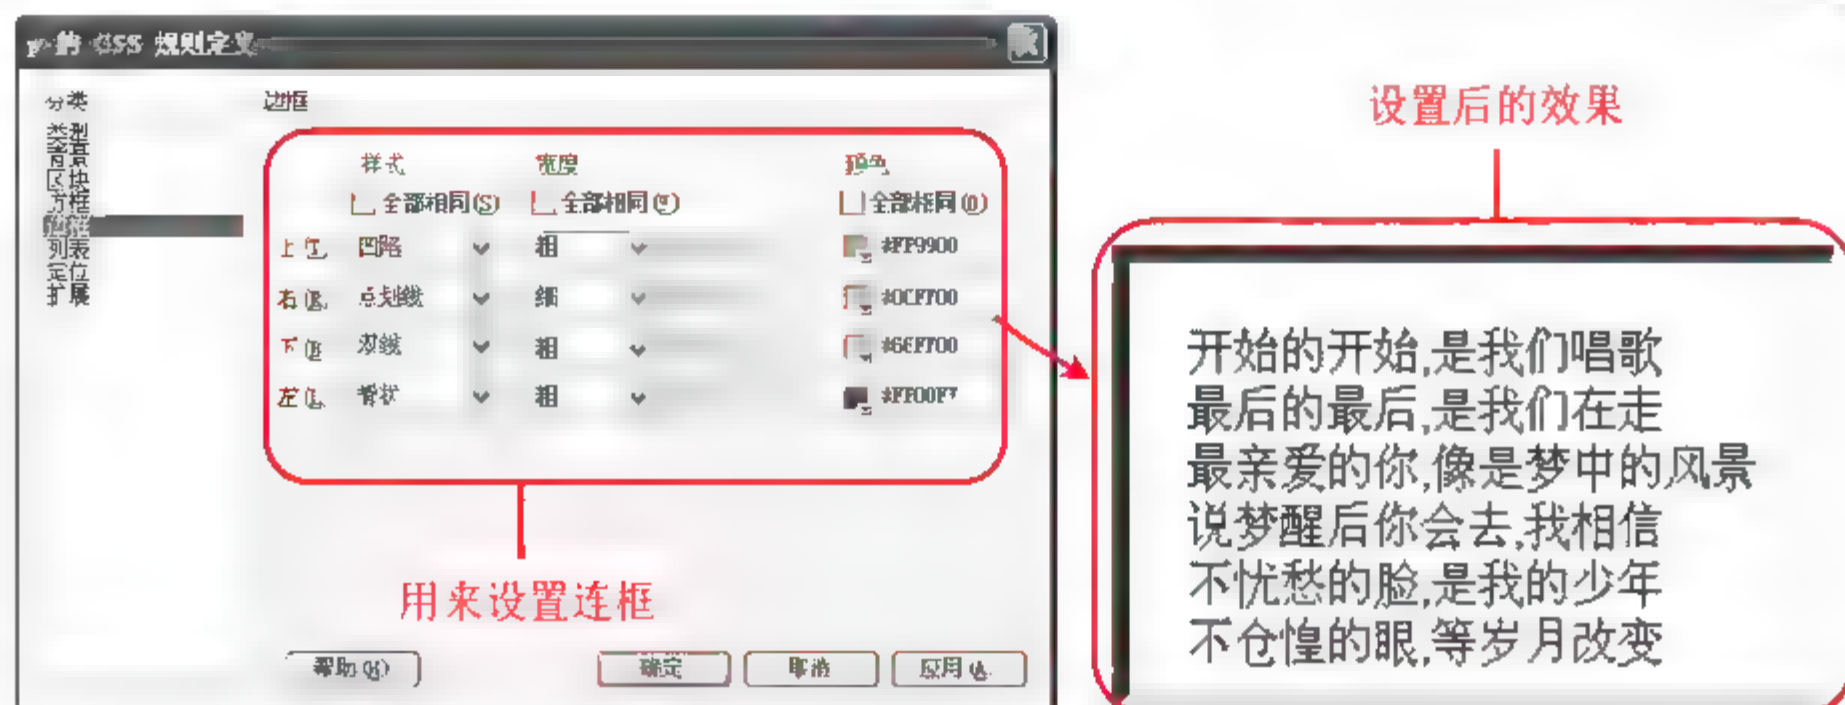 的 CSS 规则定义
分类
类型
背景
区块
方框
边框
列表
定位
扩展
边框
样式 宽度 颜色
全部相同(S) 全部相同 全部相同(O)
上(T 凹陷 粗 #FF9900
右(R 点划线 细
下(B 双线 粗
左(L 脊状 粗
用来设置连框
帮助(H) 确定 取消 应用(A
设置后的效果
开始的开始,是我们唱歌
最后的最后,是我们在走
最亲爱的你,像是梦中的风景
说梦醒后你会去,我相信
不忧愁的脸,是我的少年
不仓惶的眼,等岁月改变